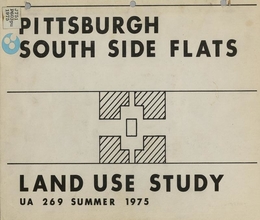 PITTSBURGH
SOUTH SIDE FLATS
LAND USE STUDY
UA 269 SUMMER 1975